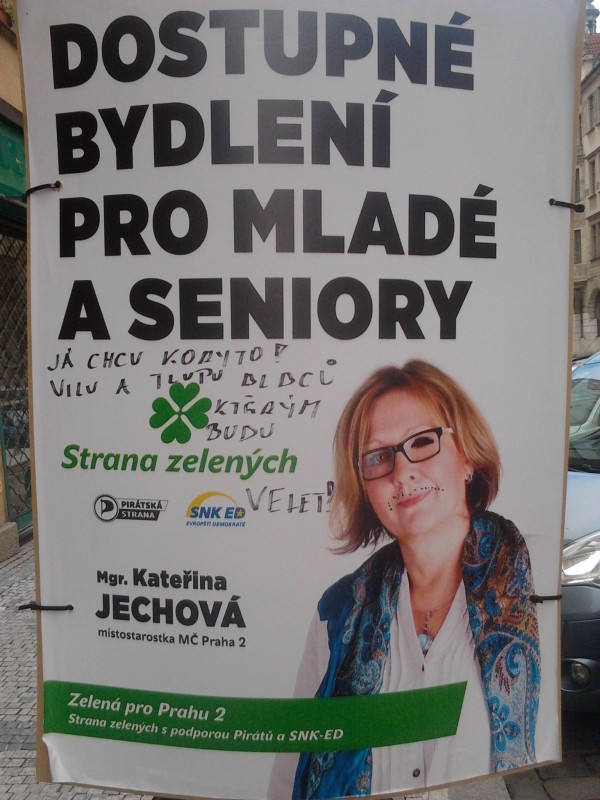 DOSTUPNÉ
BYDLENÍ
PRO MLADÉ
A SENIORY
JÁ CHCU KORYTO!
VILU A TLUPU BLBCŮ
KTERÝM
BUDU
Strana zelených
VELET!
PIRÁTSKÁ
STRANA
SNK ED
EVROPŠTÍ DEMOKRATÉ
Mgr. Kateřina
JECHOVÁ
místostarostka MČ Praha 2
Zelená pro Prahu 2
Strana zelených s podporou Pirátů a SNK-ED